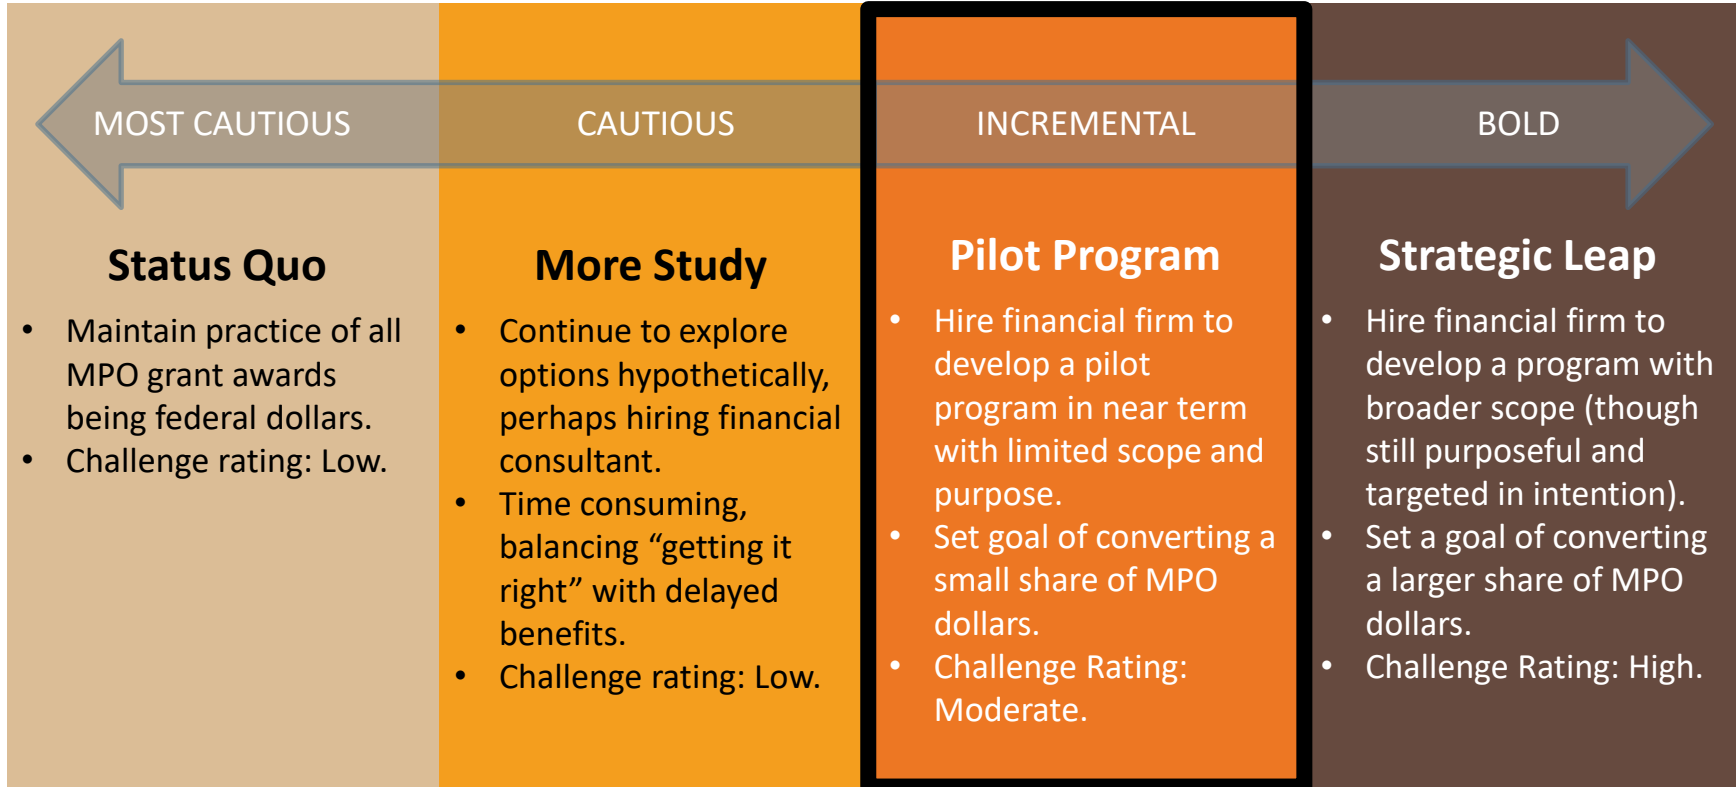 MOST CAUTIOUS
CAUTIOUS
INCREMENTAL
BOLD
Status Quo
• Maintain practice of all
MPO grant awards
being federal dollars.
• Challenge rating: Low.
More Study
• Continue to explore
options hypothetically,
perhaps hiring financial
consultant.
• Time consuming,
balancing “getting it
right” with delayed
benefits.
• Challenge rating: Low.
Pilot Program
• Hire financial firm to
develop a pilot
program in near term
with limited scope and
purpose.
• Set goal of converting a
small share of MPO
dollars.
• Challenge Rating:
Moderate.
Strategic Leap
• Hire financial firm to
develop a program with
broader scope (though
still purposeful and
targeted in intention).
• Set a goal of converting
a larger share of MPO
dollars.
• Challenge Rating: High.